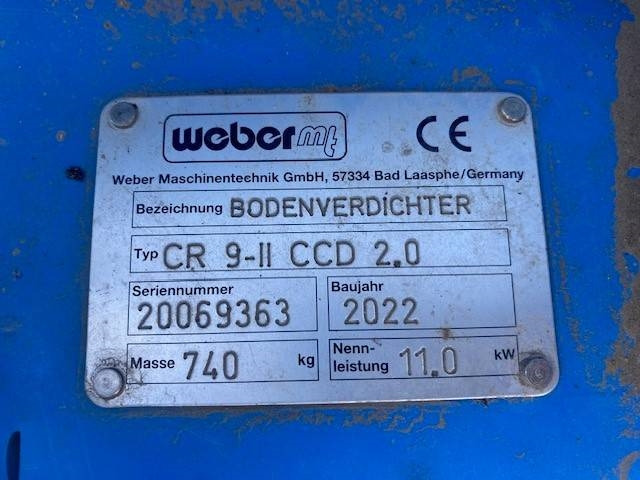 weber mt CE
Weber Maschinentechnik GmbH, 57334 Bad Laasphe/Germany
Bezeichnung BODENVERDICHTER
Typ CR 9-II CCD 2.0
Seriennummer 20069363
Baujahr 2022
Masse 740 kg
Nenn-
leistung 11.0 kW